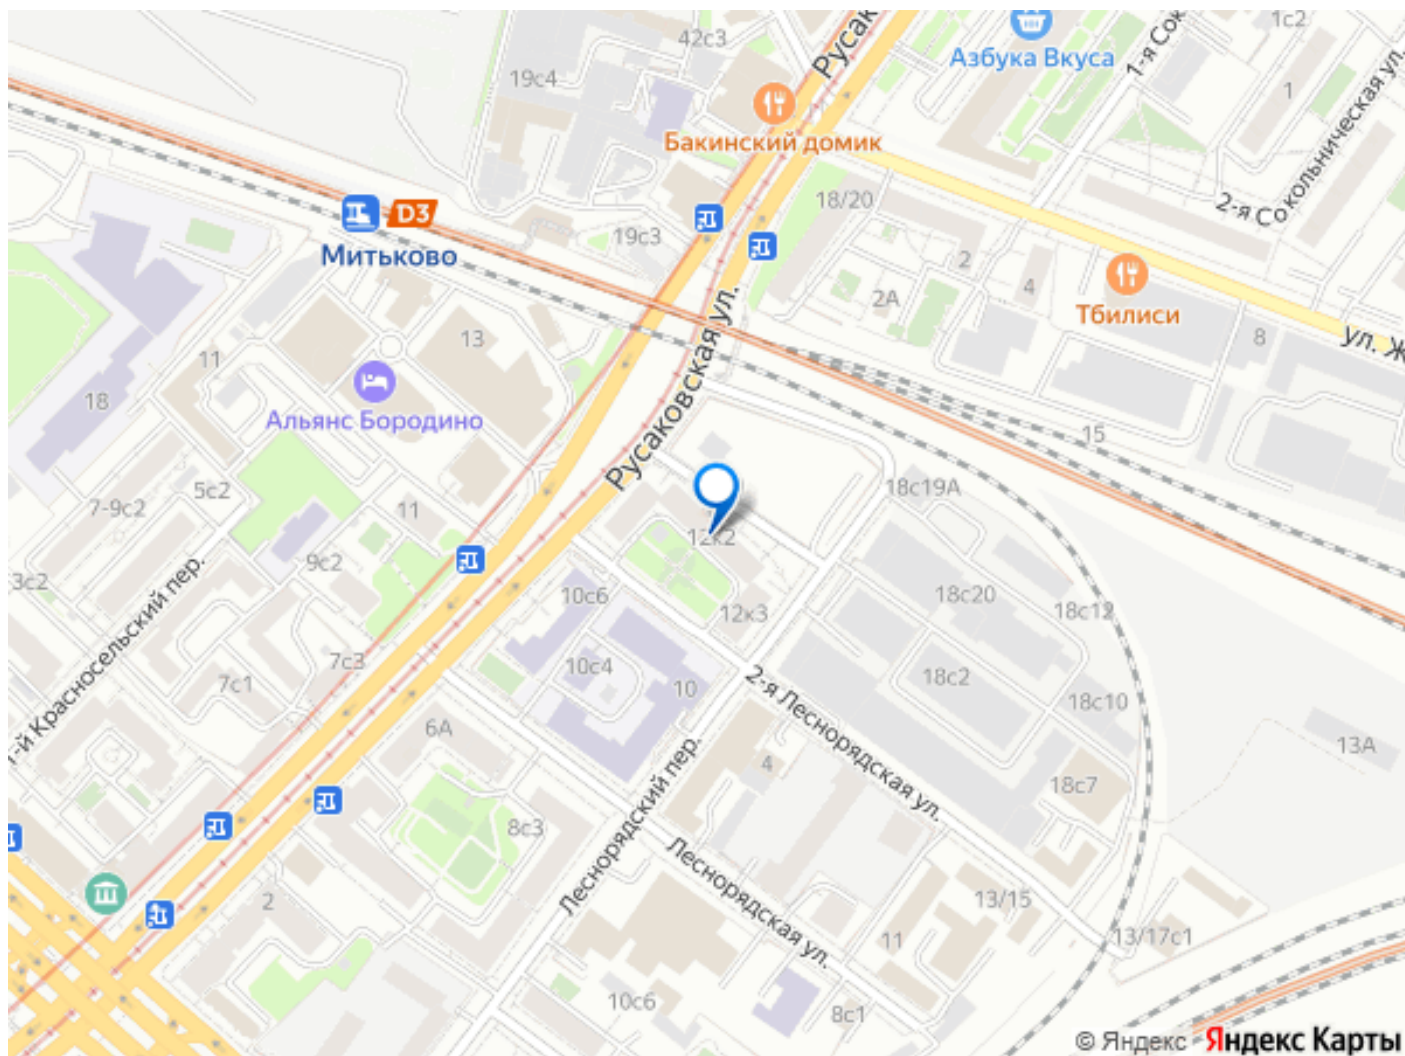 42с3
Русак
1с2
Азбука Вкуса
1-я Сок
19с4
1
Бакинский домик
2-я Сокольническая ул.
D3
18/20
Митьково
19с3
2
2А
4
Тбилиси
8
ул. Ж
13
11
18
Альянс Бородино
Русаковская ул.
15
5с2
7-9с2
11
18с19А
12к2
9с2
3с2
10с6
12к3
18с20
18с12
1-й Красносельский пер.
7с3
7с1
10с4
10
18с2
18с10
2-я Леснорядская ул.
6А
4
13А
18с7
8с3
Леснорядский пер.
Леснорядская ул.
2
13/15
11
13/17с1
10с6
8с1
© Яндекс Яндекс Карты